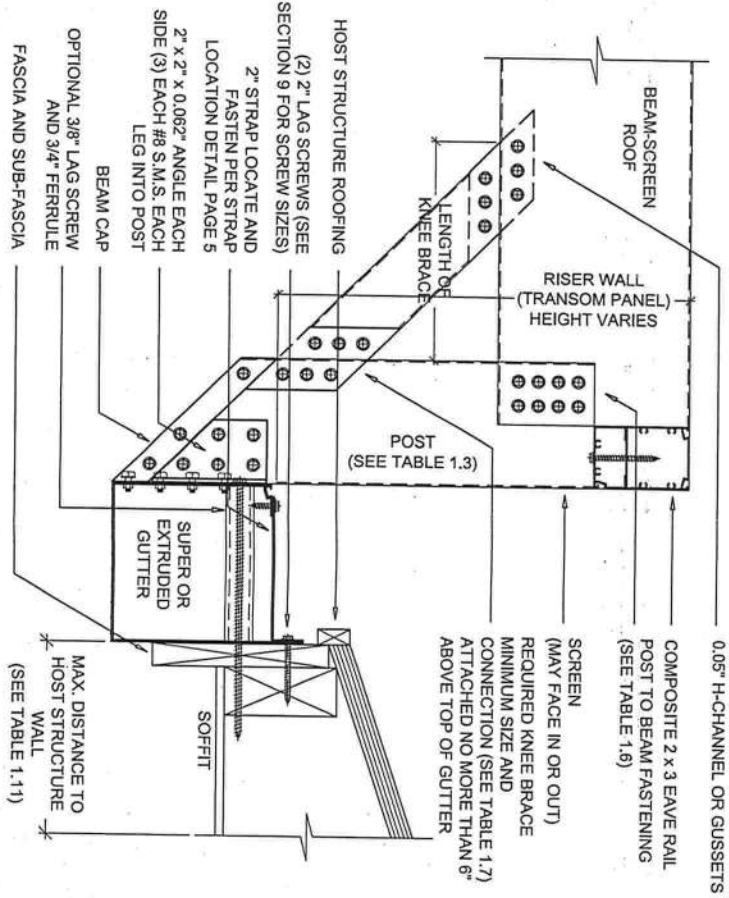 0.05" H-CHANNEL OR GUSSETS
COMPOSITE 2 x 3 EAVE RAIL
POST TO BEAM FASTENING
(SEE TABLE 1.6)
SCREEN
(MAY FACE IN OR OUT)
REQUIRED KNEE BRACE
MINIMUM SIZE AND
CONNECTION (SEE TABLE 1.7)
ATTACHED NO MORE THAN 6"
ABOVE TOP OF GUTTER
MAX. DISTANCE TO
HOST STRUCTURE
WALL
(SEE TABLE 1.11)
BEAM-SCREEN
ROOF
RISER WALL
(TRANSOM PANEL)
HEIGHT VARIES
LENGTH OF
KNEE BRACE
POST
(SEE TABLE 1.3)
SUPER OR
EXTRUDED
GUTTER
SOFFIT
HOST STRUCTURE ROOFING
(2) 2" LAG SCREWS (SEE
SECTION 9 FOR SCREW SIZES)
2" STRAP LOCATE AND
FASTEN PER STRAP
LOCATION DETAIL PAGE 5
2" x 2" x 0.062" ANGLE EACH
SIDE (3) EACH #8 S.M.S. EACH
LEG INTO POST
BEAM CAP
OPTIONAL 3/8" LAG SCREW
AND 3/4" FERRULE
FASCIA AND SUB-FASCIA